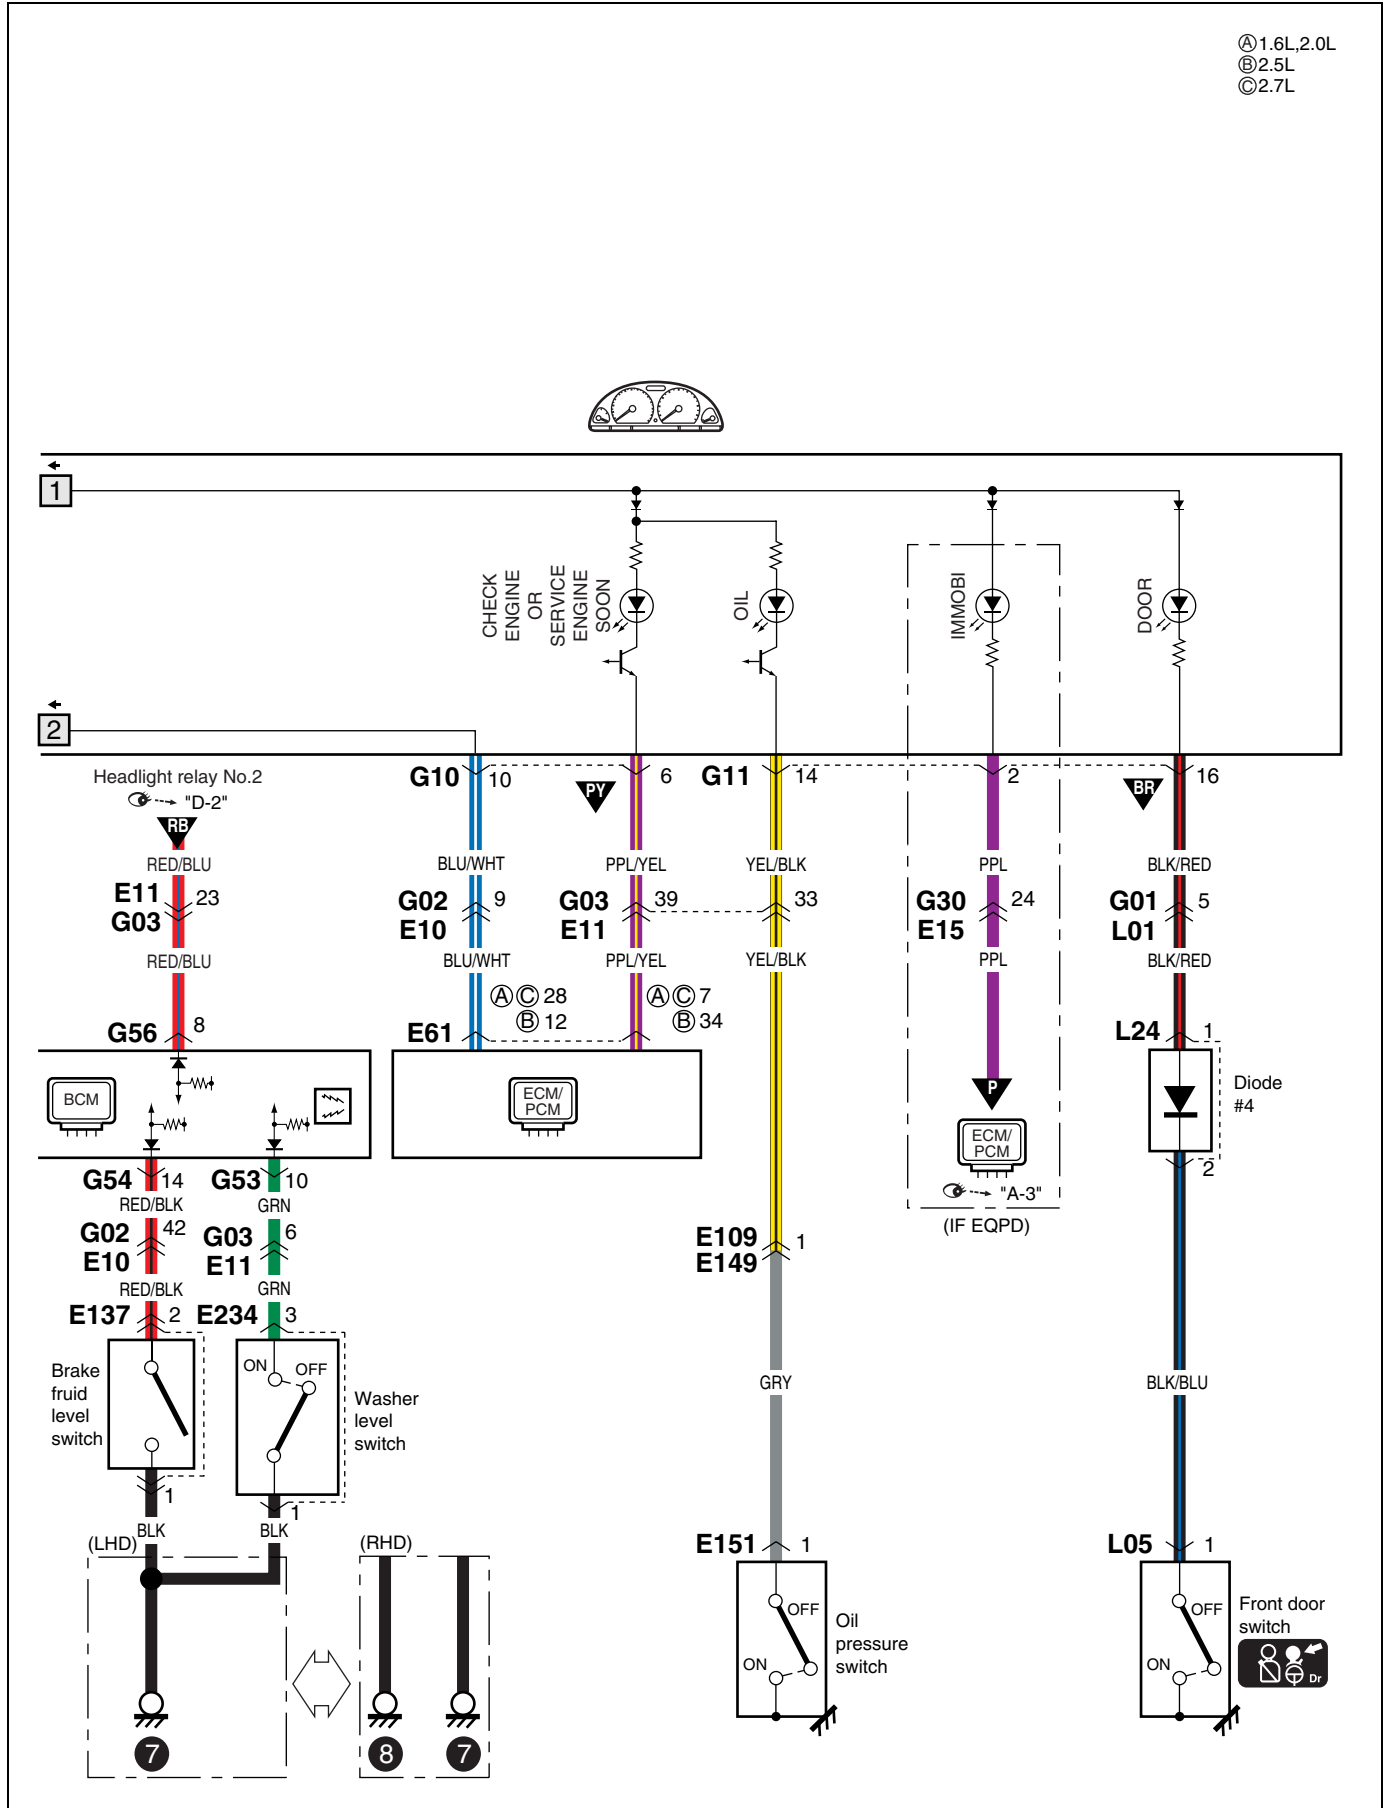 Ⓐ1.6L,2.0L
Ⓑ2.5L
Ⓒ2.7L
1
CHECK
ENGINE
OR
SERVICE
ENGINE
SOON
OIL
IMMOBI
DOOR
2
Headlight relay No.2
"D-2"
RB
G10 10
PY
6
G11 14
2
BR
16
RED/BLU
BLU/WHT
PPL/YEL
YEL/BLK
PPL
BLK/RED
E11 23
G03
G02 9
E10
G03 39
E11
33
G30 24
E15
G01 5
L01
RED/BLU
BLU/WHT
PPL/YEL
YEL/BLK
PPL
BLK/RED
ⒶⒸ28
Ⓑ12
ⒶⒸ7
Ⓑ34
G56 8
E61
L24 1
BCM
ECM/
PCM
P
ECM/
PCM
"A-3"
(IF EQPD)
Diode
#4
2
G54 14
G53 10
RED/BLK
GRN
G02 42
E10
G03 6
E11
RED/BLK
GRN
E109 1
E149
E137 2
E234 3
Brake
fruid
level
switch
ON
OFF
Washer
level
switch
GRY
BLK/BLU
1
1
BLK
BLK
(LHD)
(RHD)
E151 1
L05 1
OFF
ON
Oil
pressure
switch
OFF
ON
Front door
switch
Dr
7
8
7